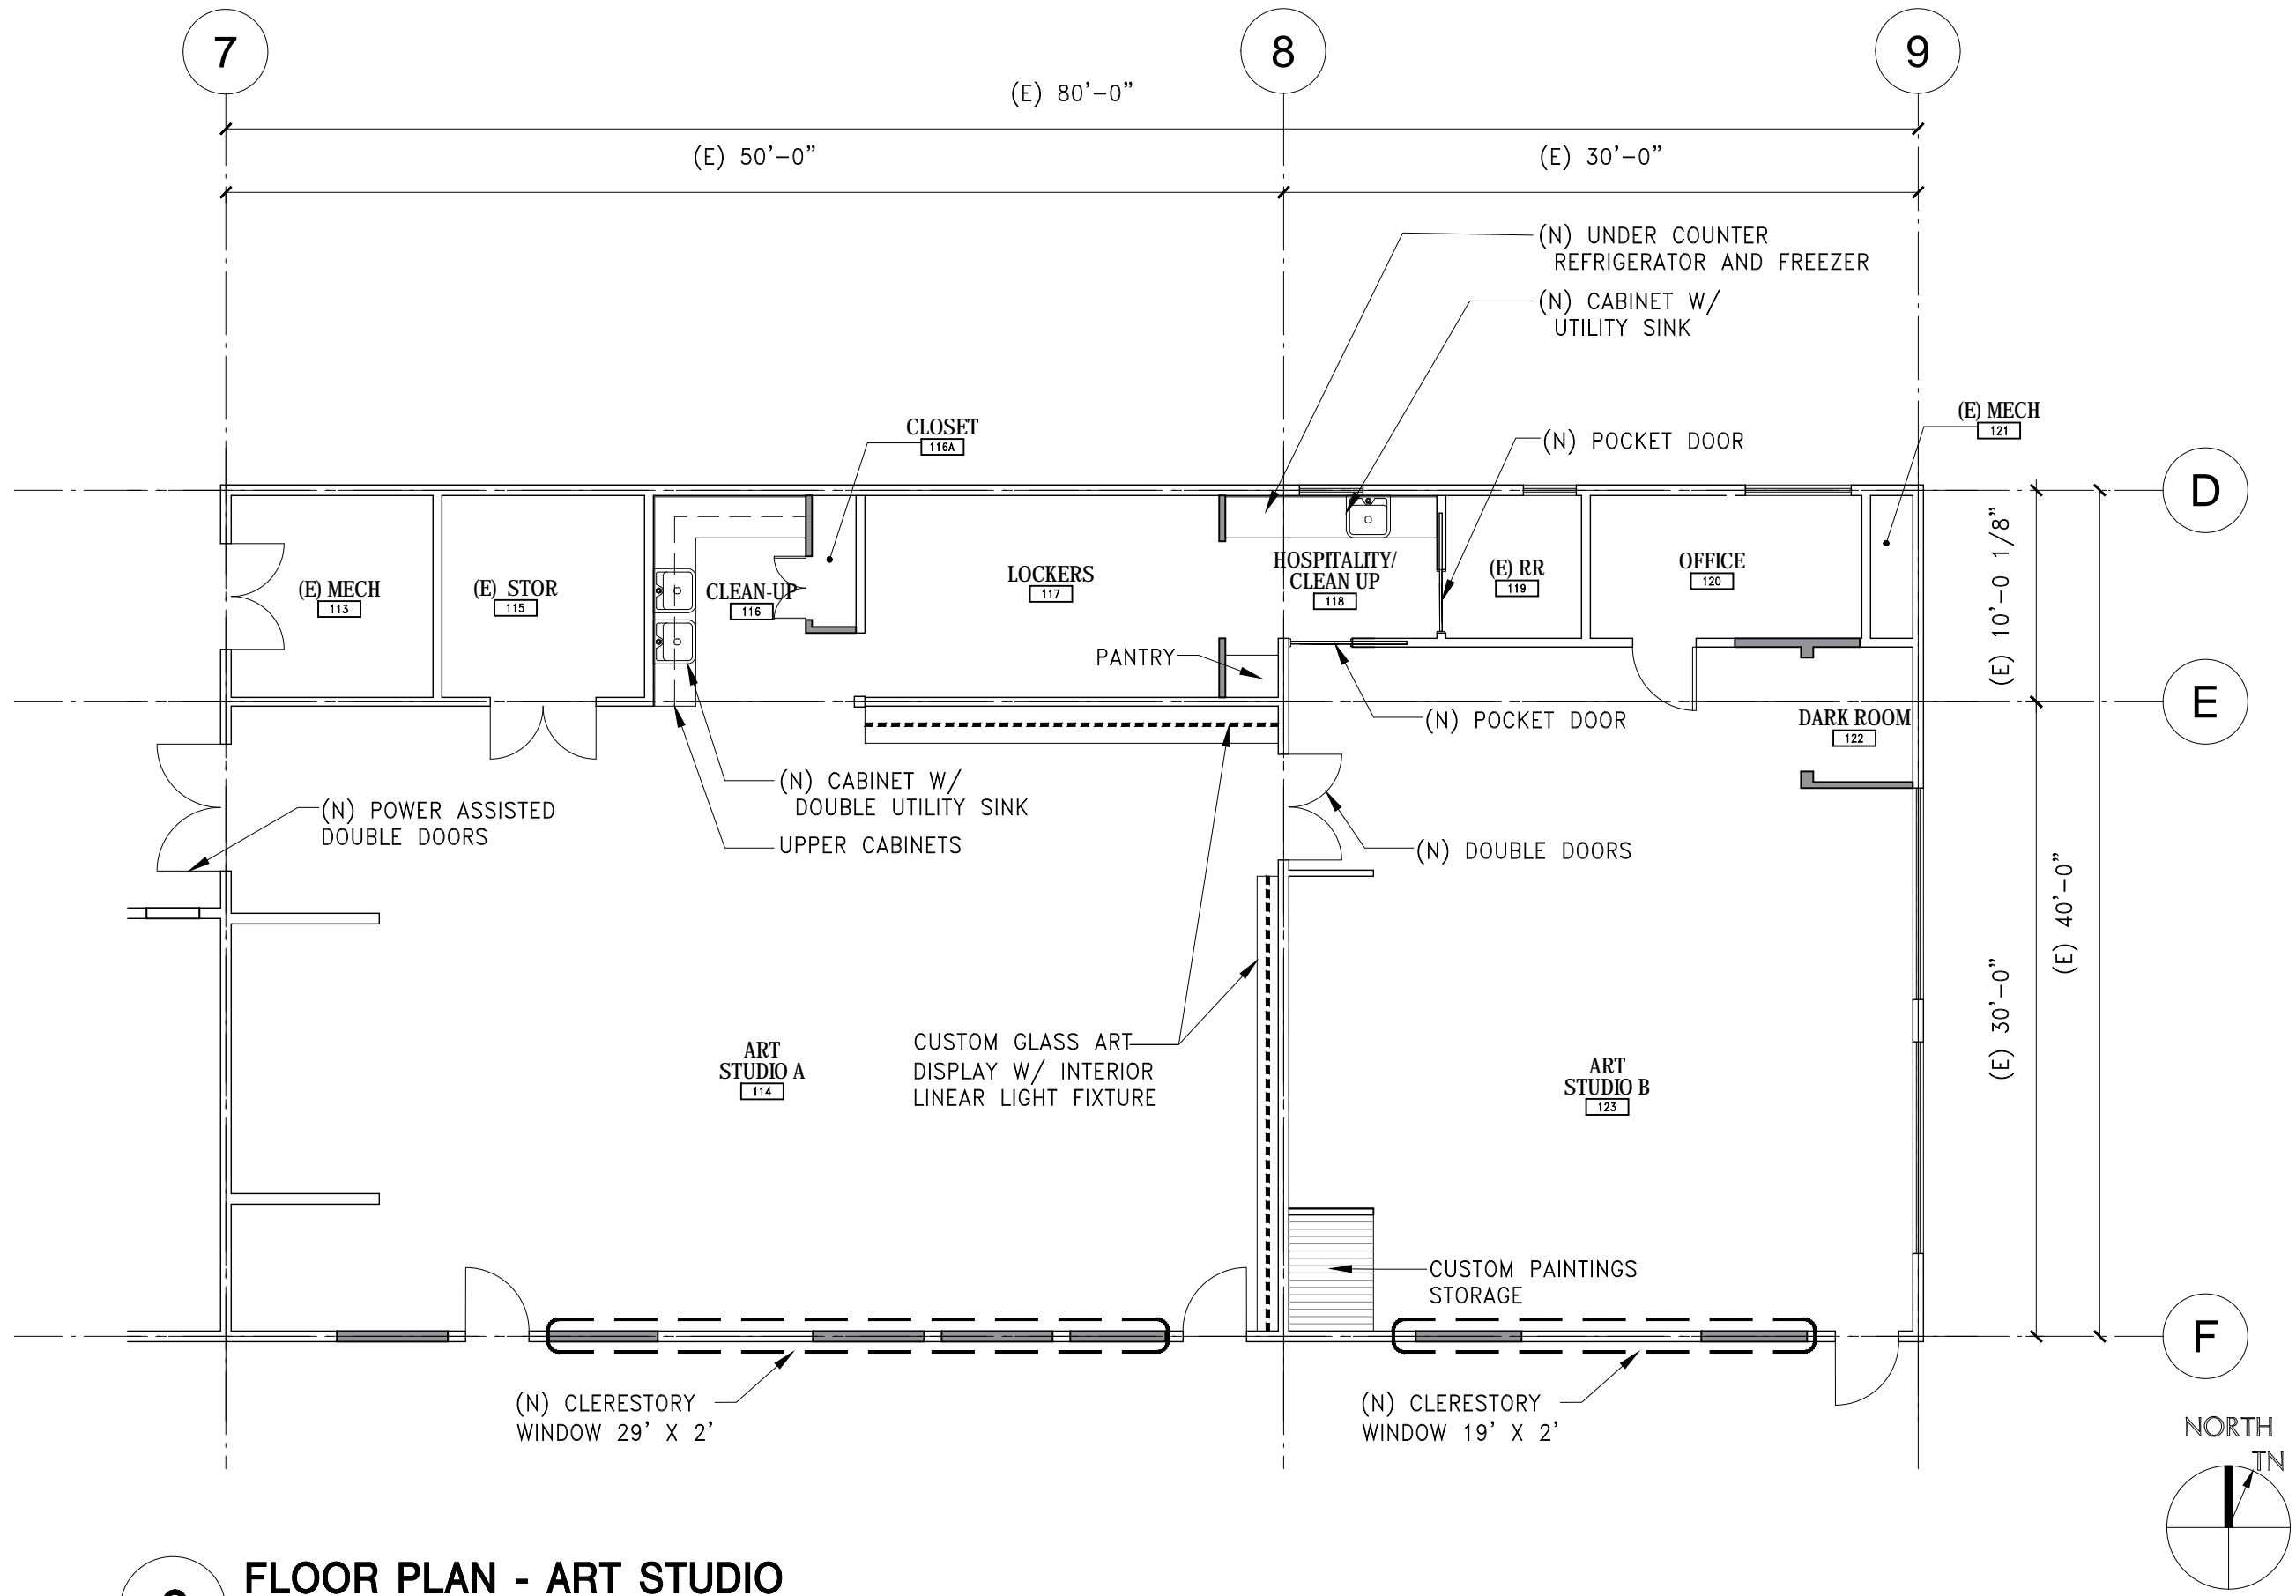 7
8
9
(E) 80'-0"
(E) 50'-0"
(E) 30'-0"
(N) UNDER COUNTER
REFRIGERATOR AND FREEZER
(N) CABINET W/
UTILITY SINK
(E) MECH
121
CLOSET
116A
(N) POCKET DOOR
D
(E) 10'-0 1/8"
(E) MECH
113
(E) STOR
115
CLEAN-UP
116
LOCKERS
117
HOSPITALITY/
CLEAN UP
118
(E) RR
119
OFFICE
120
PANTRY
E
(N) POCKET DOOR
DARK ROOM
122
(N) CABINET W/
DOUBLE UTILITY SINK
(N) POWER ASSISTED
DOUBLE DOORS
UPPER CABINETS
(N) DOUBLE DOORS
(E) 40'-0"
(E) 30'-0"
CUSTOM GLASS ART
DISPLAY W/ INTERIOR
LINEAR LIGHT FIXTURE
ART
STUDIO A
114
ART
STUDIO B
123
CUSTOM PAINTINGS
STORAGE
F
(N) CLERESTORY
WINDOW 29' X 2'
(N) CLERESTORY
WINDOW 19' X 2'
NORTH
TN
FLOOR PLAN - ART STUDIO